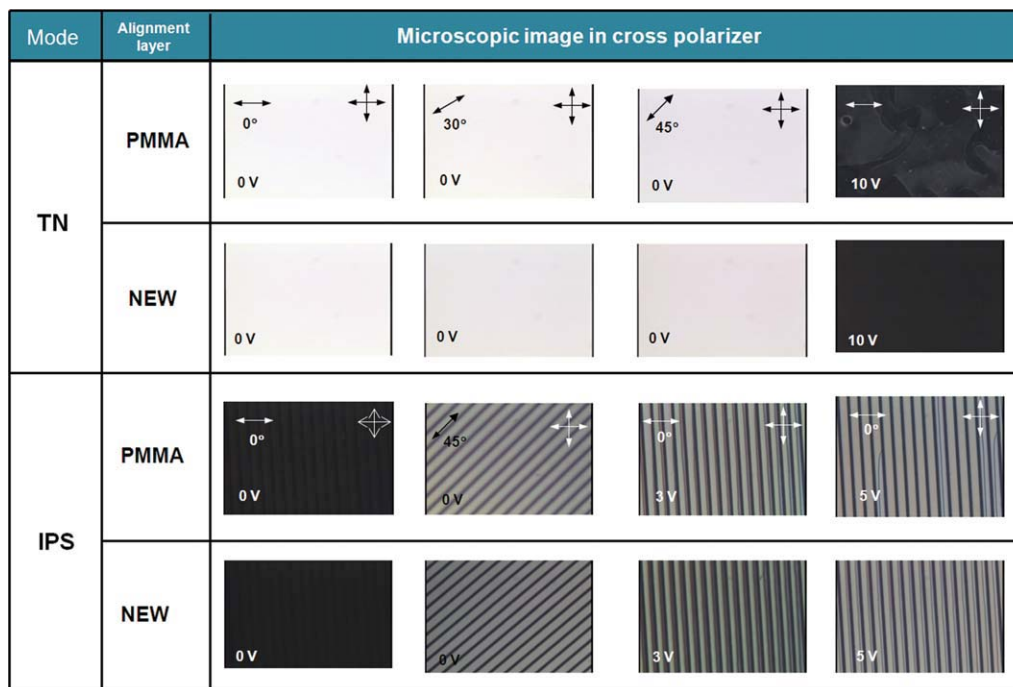 Mode
Alignment
layer
Microscopic image in cross polarizer
TN
PMMA
0°
0 V
30°
0 V
45°
0 V
10 V
NEW
0 V
0 V
0 V
10 V
IPS
PMMA
0°
0 V
45°
0 V
0°
3 V
0°
5 V
NEW
0 V
0 V
3 V
5 V